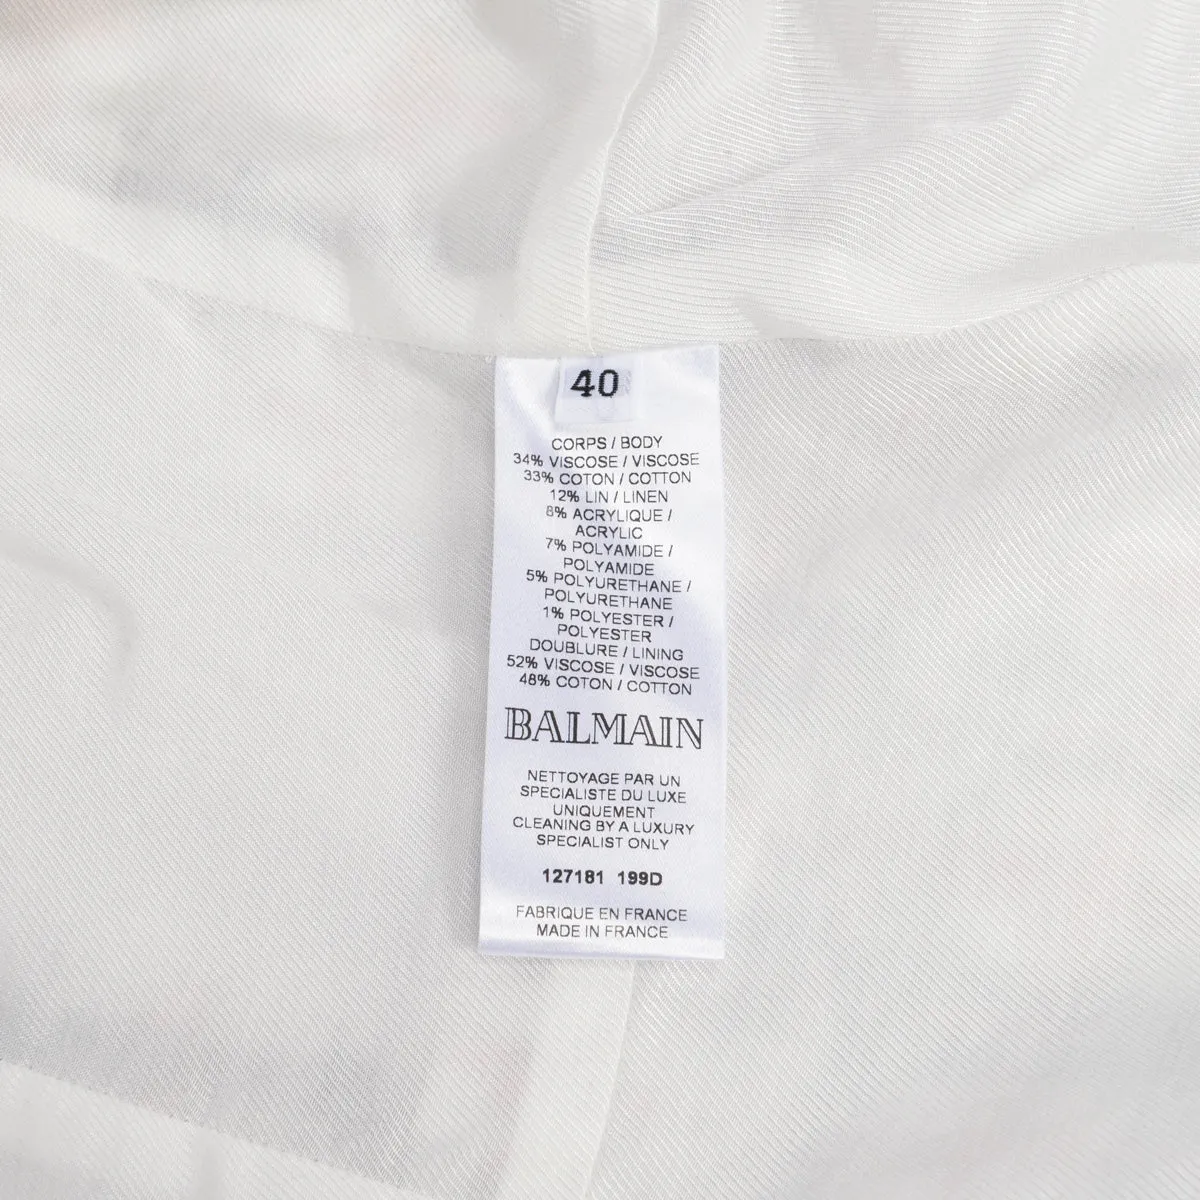 40
CORPS / BODY
34% VISCOSE / VISCOSE
33% COTON / COTTON
12% LIN / LINEN
8% ACRYLIQUE /
ACRYLIC
7% POLYAMIDE /
POLYAMIDE
5% POLYURETHANE /
POLYURETHANE
1% POLYESTER /
POLYESTER
DOUBLURE / LINING
52% VISCOSE / VISCOSE
48% COTON / COTTON
BALMAIN
NETTOYAGE PAR UN
SPECIALISTE DU LUXE
UNIQUEMENT
CLEANING BY A LUXURY
SPECIALIST ONLY
127181 199D
FABRIQUE EN FRANCE
MADE IN FRANCE